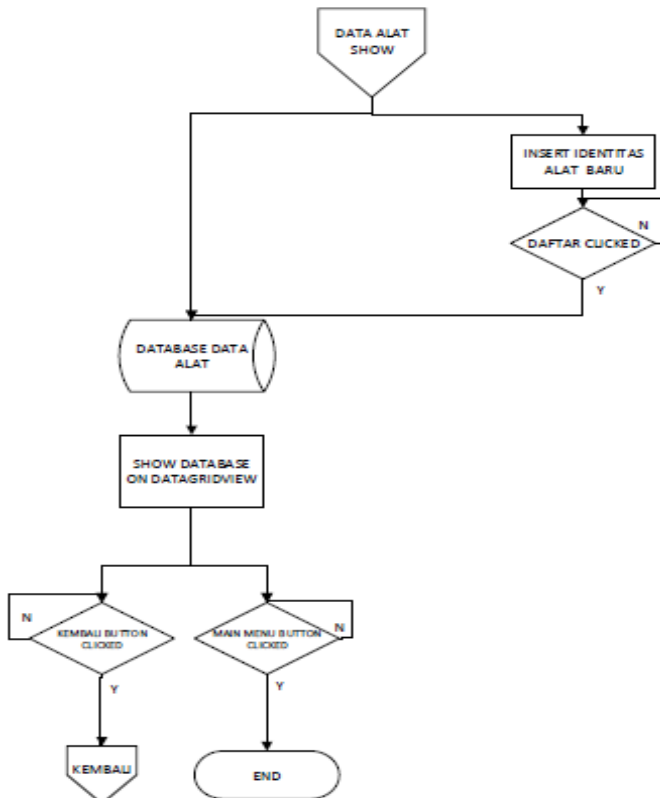 DATA ALAT
SHOW
INSERT IDENTITAS
ALAT BARU
N
DAFTAR CLICKED
Y
DATABASE DATA
ALAT
SHOW DATABASE
ON DATAGRIDVIEW
N
KEMBALI BUTTON
CLICKED
MAIN MENU BUTTON
CLICKED
N
Y
Y
KEMBALI
END